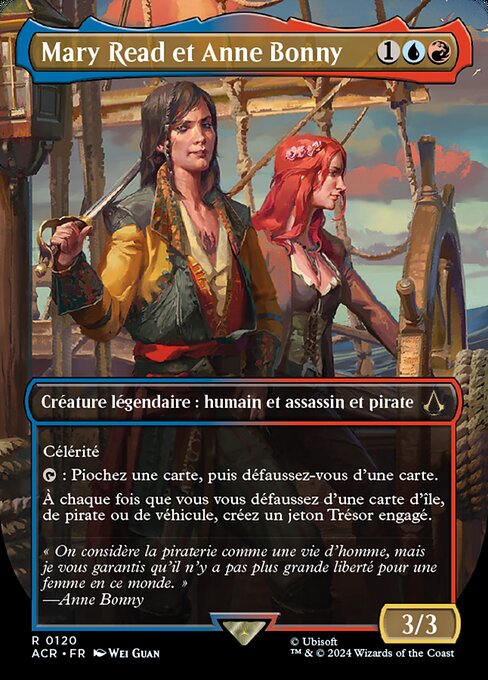 Mary Read et Anne Bonny 1
Créature légendaire : humain et assassin et pirate
Célérité
: Piochez une carte, puis défaussez-vous d'une carte.
À chaque fois que vous vous défaussez d'une carte d'île,
de pirate ou de véhicule, créez un jeton Trésor engagé.
« On considère la piraterie comme une vie d'homme, mais
je vous garantis qu'il n'y a pas plus grande liberté pour une
femme en ce monde. »
—Anne Bonny
3/3
R 0120
ACR • FR Wei Guan
© Ubisoft
™ & © 2024 Wizards of the Coast